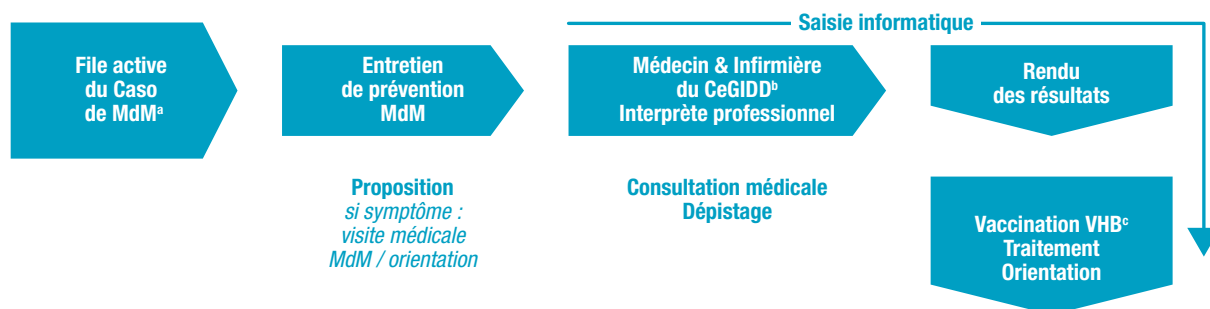 Saisie informatique
File active
du Caso
de MdMᵃ
Entretien
de prévention
MdM
Médecin & Infirmière
du CeGIDDᵇ
Interprète professionnel
Rendu
des résultats
Proposition
si symptôme :
visite médicale
MdM / orientation
Consultation médicale
Dépistage
Vaccination VHBᶜ
Traitement
Orientation